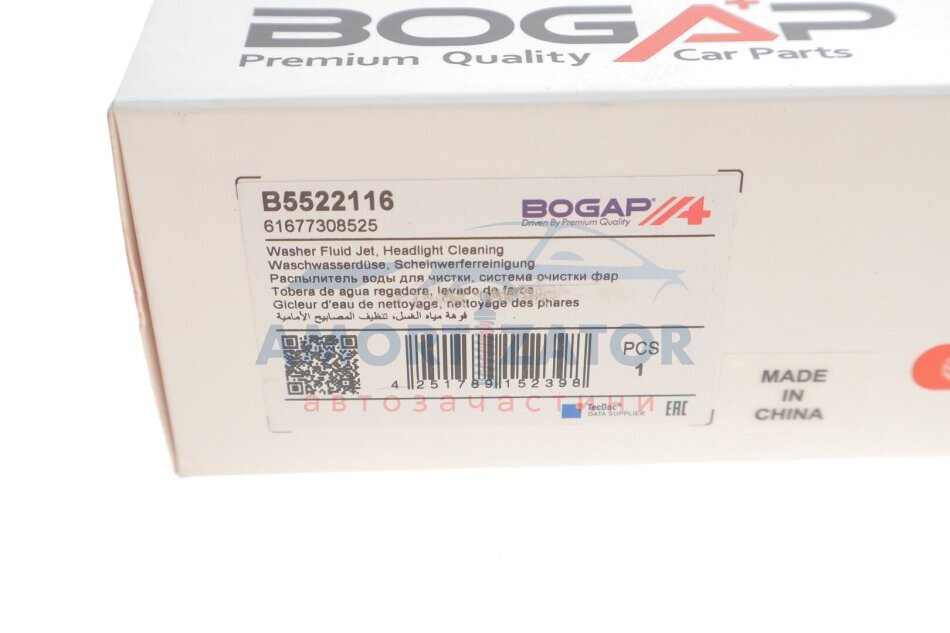 BOGAP
Premium Quality Car Parts
B5522116
61677308525
BOGAP
Driven By Premium Quality
Washer Fluid Jet, Headlight Cleaning
Waschwasserdüse, Scheinwerferreinigung
Распылитель воды для чистки, система очистки фар
Tobera de agua regadora, lavado de faros
Gicleur d'eau de nettoyage, nettoyage des phares
فوهة مياه الغسل، تنظيف المصابيح الأمامية
AMORTIZATOR
PCS
1
4 251789 152398
автозачастини
TecDoc
DATA SUPPLIER
EAC
MADE
IN
CHINA